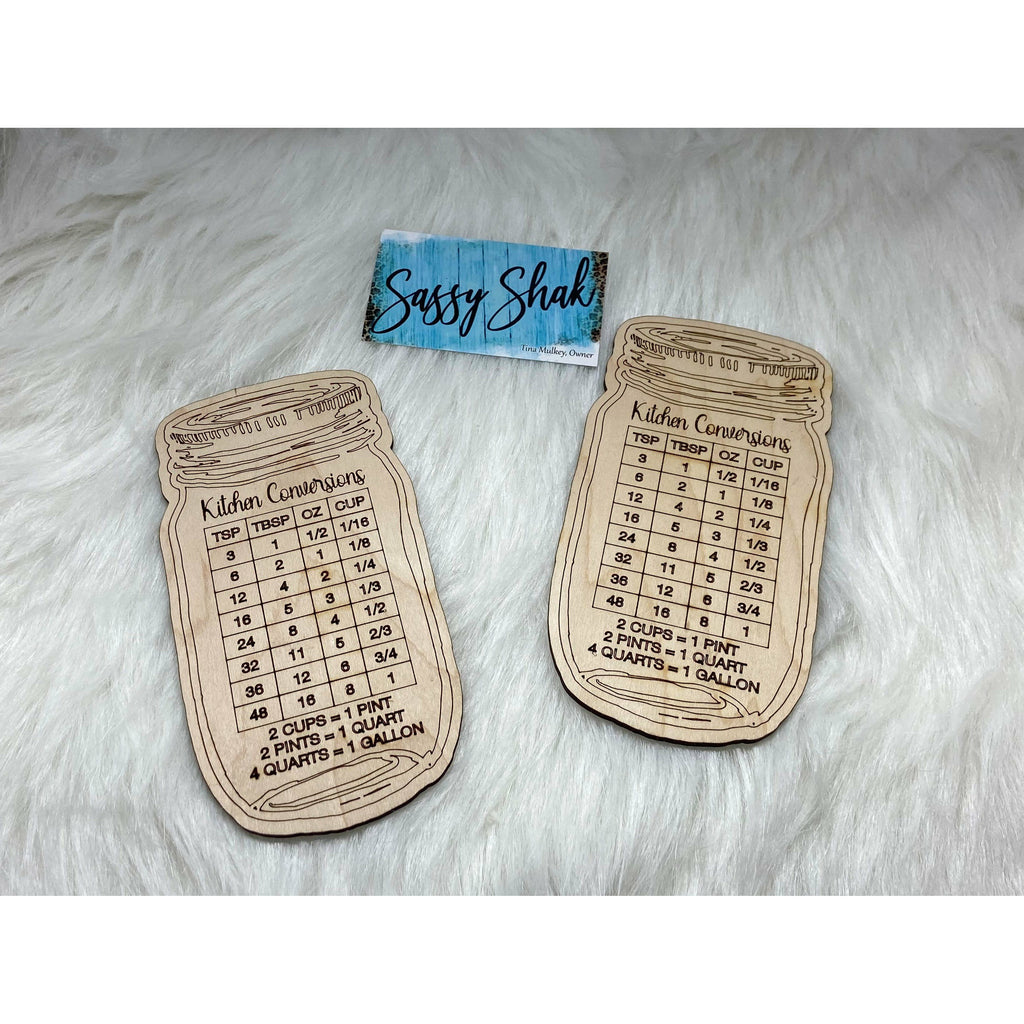 Sassy Shak
Tina Mulkey, Owner
Kitchen Conversions
TSP TBSP OZ CUP
3 1 1/2 1/16
6 2 1 1/8
12 4 2 1/4
16 5 3 1/3
24 8 4 1/2
32 11 5 2/3
36 12 6 3/4
48 16 8 1
2 CUPS = 1 PINT
2 PINTS = 1 QUART
4 QUARTS = 1 GALLON
Kitchen Conversions
TSP TBSP OZ CUP
3 1 1/2 1/16
6 2 1 1/8
12 4 2 1/4
16 5 3 1/3
24 8 4 1/2
32 11 5 2/3
36 12 6 3/4
48 16 8 1
2 CUPS = 1 PINT
2 PINTS = 1 QUART
4 QUARTS = 1 GALLON